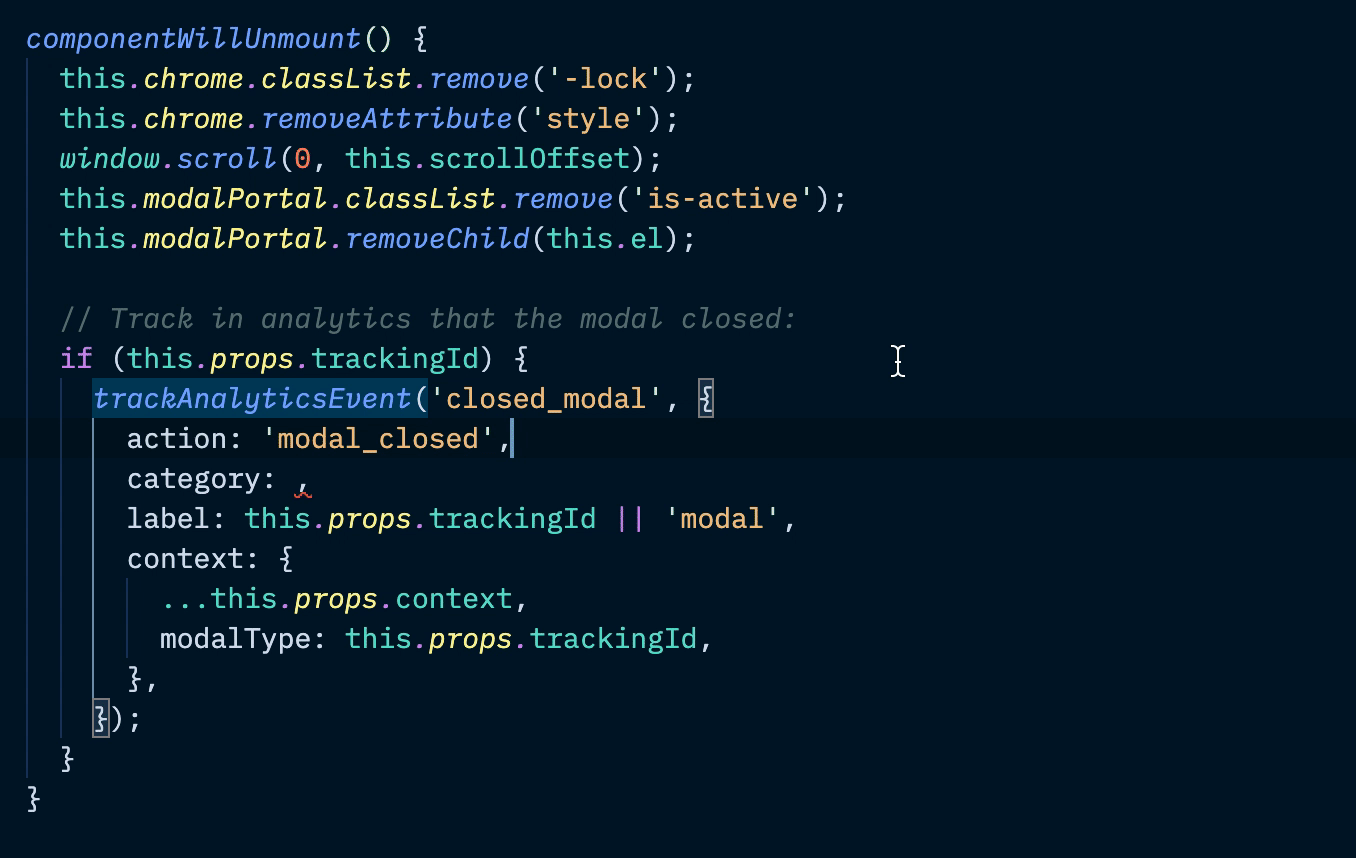 componentWillUnmount() {
this.chrome.classList.remove('-lock');
this.chrome.removeAttribute('style');
window.scroll(0, this.scrollOffset);
this.modalPortal.classList.remove('is-active');
this.modalPortal.removeChild(this.el);
// Track in analytics that the modal closed:
if (this.props.trackingId) {
trackAnalyticsEvent('closed_modal', {
action: 'modal_closed',
category: ,
label: this.props.trackingId || 'modal',
context: {
...this.props.context,
modalType: this.props.trackingId,
},
});
}
}